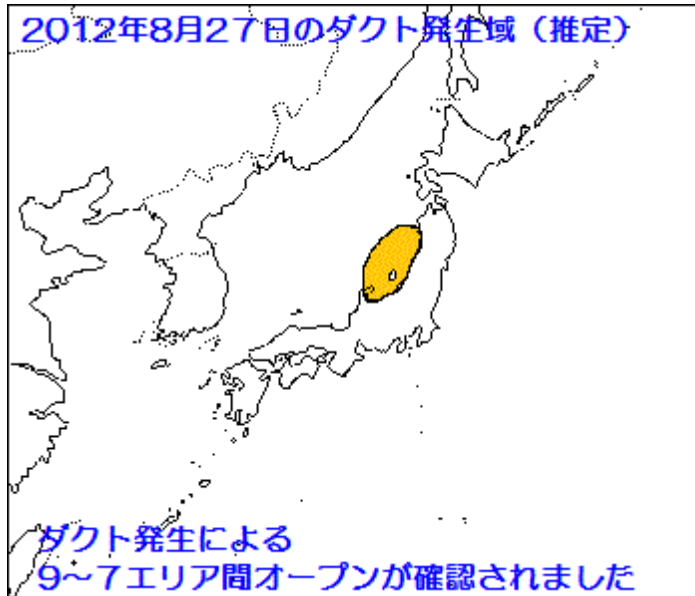 2012年8月27日のダクト発生域（推定）
ダクト発生による
9～7エリア間オープンが確認されました